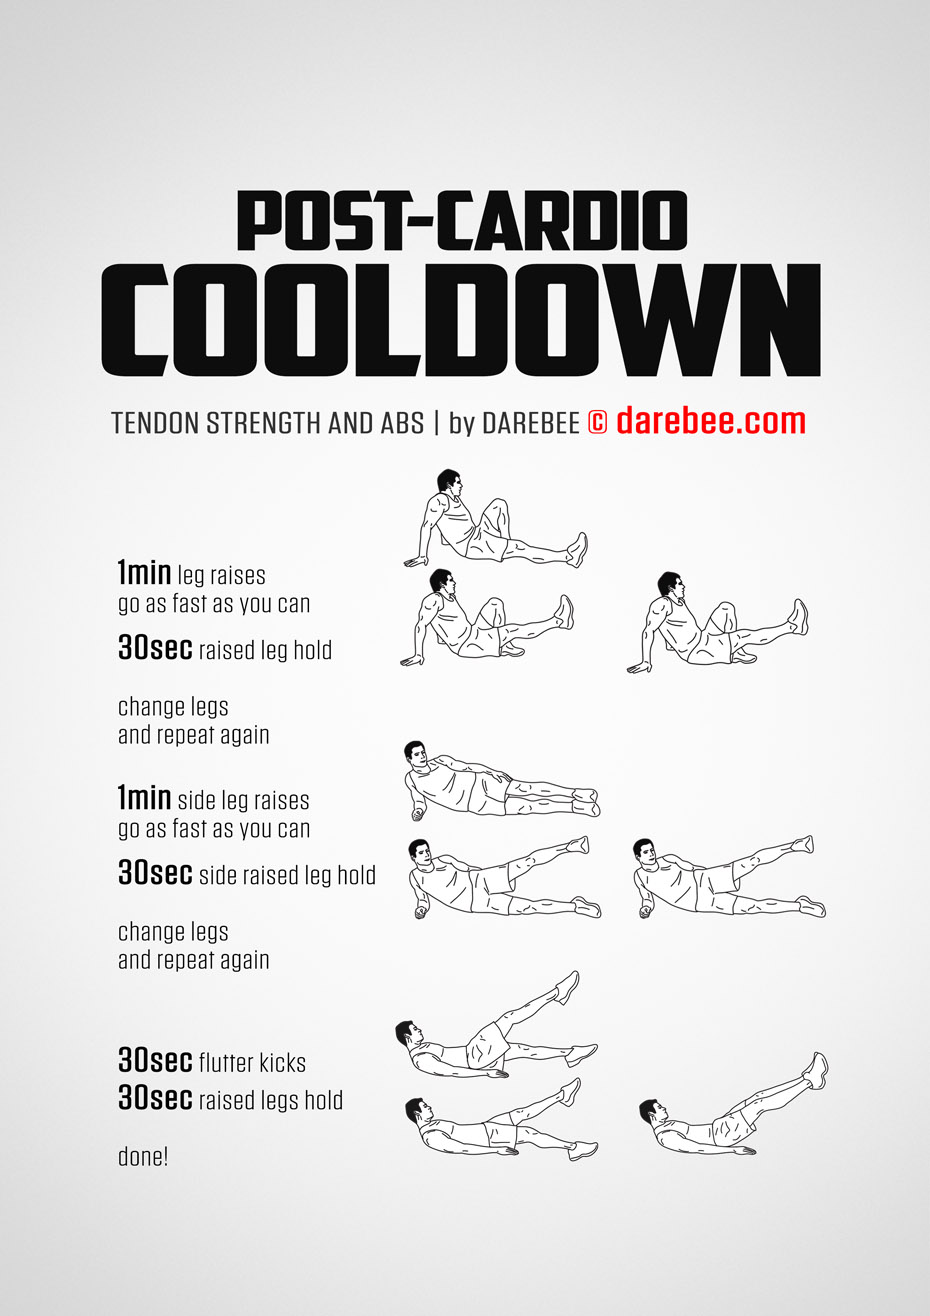 POST-CARDIO
COOLDOWN
TENDON STRENGTH AND ABS | by DAREBEE © darebee.com
1min leg raises
go as fast as you can
30sec raised leg hold
change legs
and repeat again
1min side leg raises
go as fast as you can
30sec side raised leg hold
change legs
and repeat again
30sec flutter kicks
30sec raised legs hold
done!